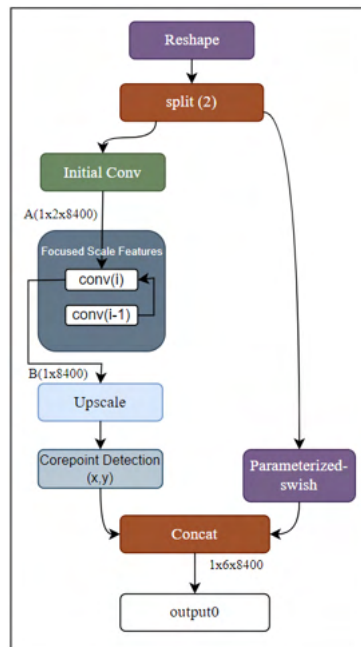 Reshape
split (2)
Initial Conv
A(1x2x8400)
Focused Scale Features
conv(i)
conv(i-1)
B(1x8400)
Upscale
Corepoint Detection
(x,y)
Parameterized-
swish
Concat
1x6x8400
output0